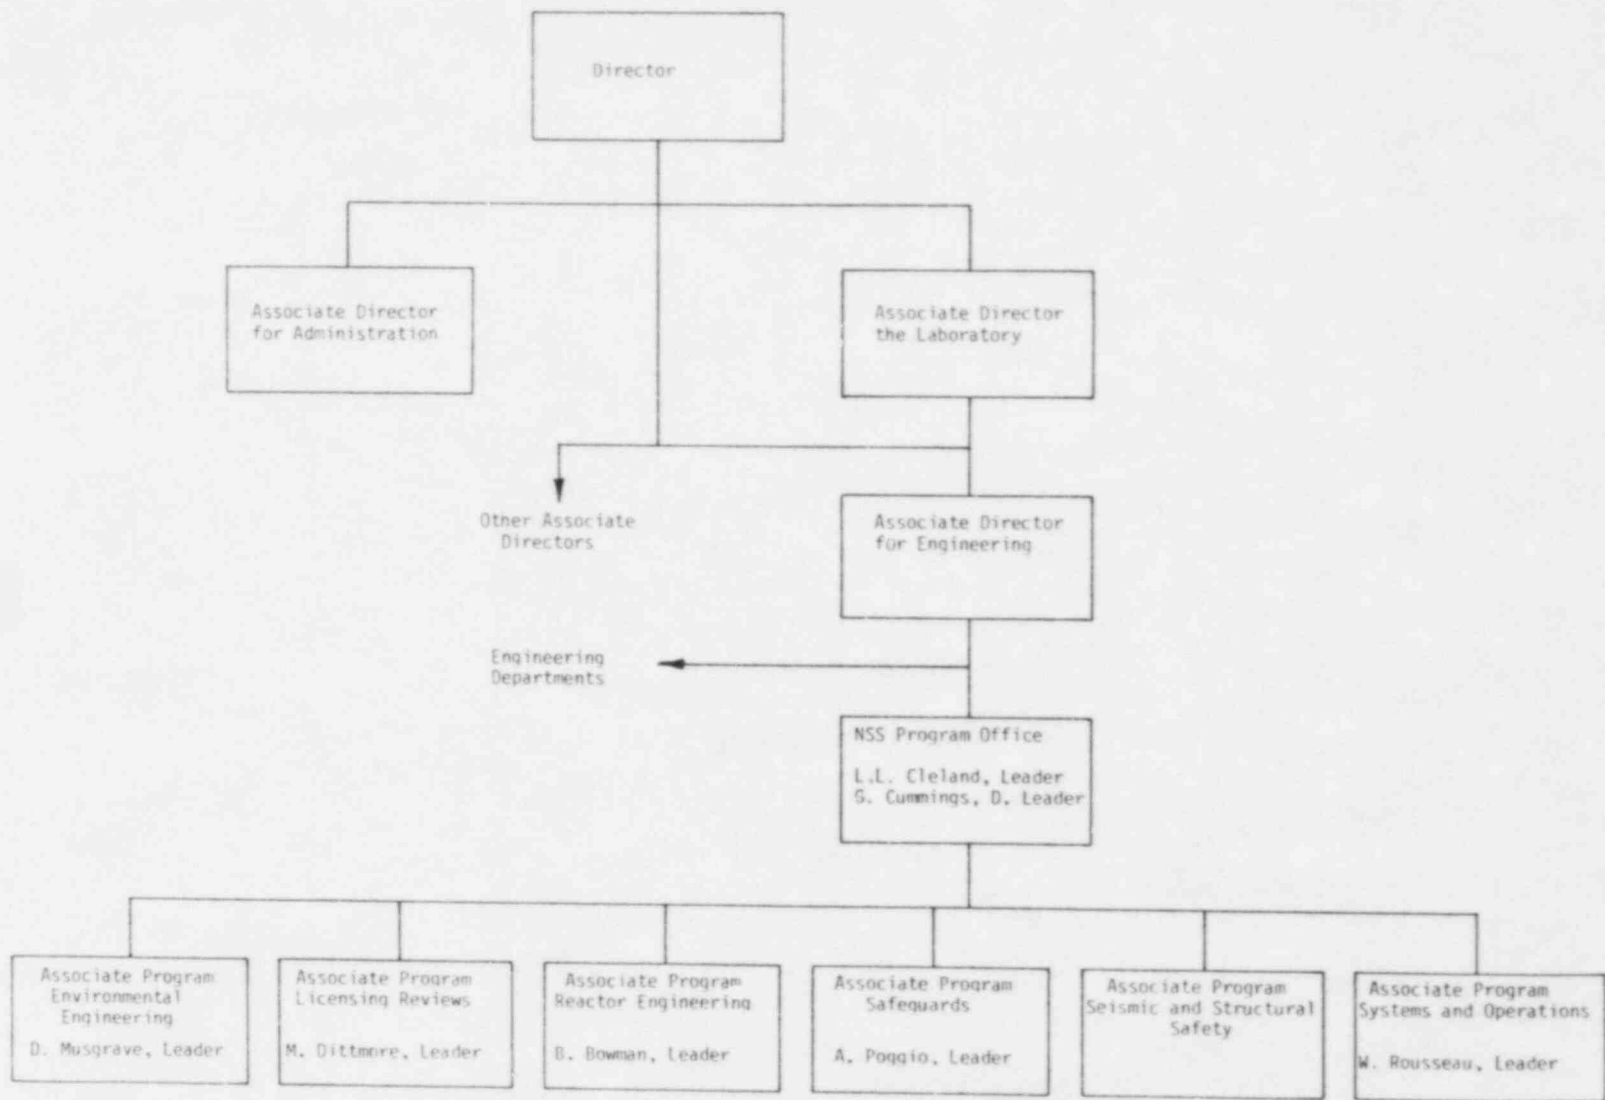 Director
Associate Director
for Administration
Associate Director
the Laboratory
Other Associate
Directors
Associate Director
for Engineering
Engineering
Departments
NSS Program Office
L.L. Cleland, Leader
G. Cummings, D. Leader
Associate Program
Environmental
Engineering
D. Musgrave, Leader
Associate Program
Licensing Reviews
M. Dittmore, Leader
Associate Program
Reactor Engineering
B. Bowman, Leader
Associate Program
Safeguards
A. Poggio, Leader
Associate Program
Seismic and Structural
Safety
Associate Program
Systems and Operations
W. Rousseau, Leader